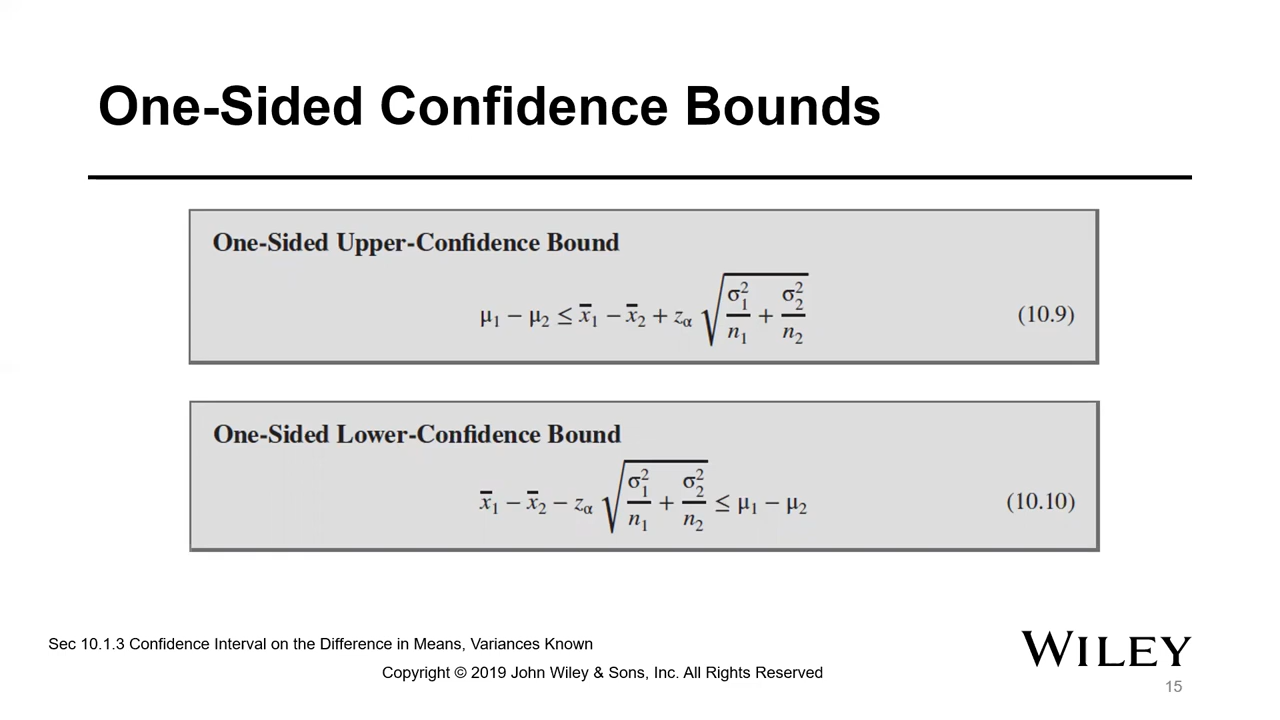 One-Sided Confidence Bounds
One-Sided Upper-Confidence Bound
μ₁ − μ₂ ≤ x̄₁ − x̄₂ + z_α √(σ₁²/n₁ + σ₂²/n₂) (10.9)
One-Sided Lower-Confidence Bound
x̄₁ − x̄₂ − z_α √(σ₁²/n₁ + σ₂²/n₂) ≤ μ₁ − μ₂ (10.10)
Sec 10.1.3 Confidence Interval on the Difference in Means, Variances Known
WILEY
Copyright © 2019 John Wiley & Sons, Inc. All Rights Reserved
15